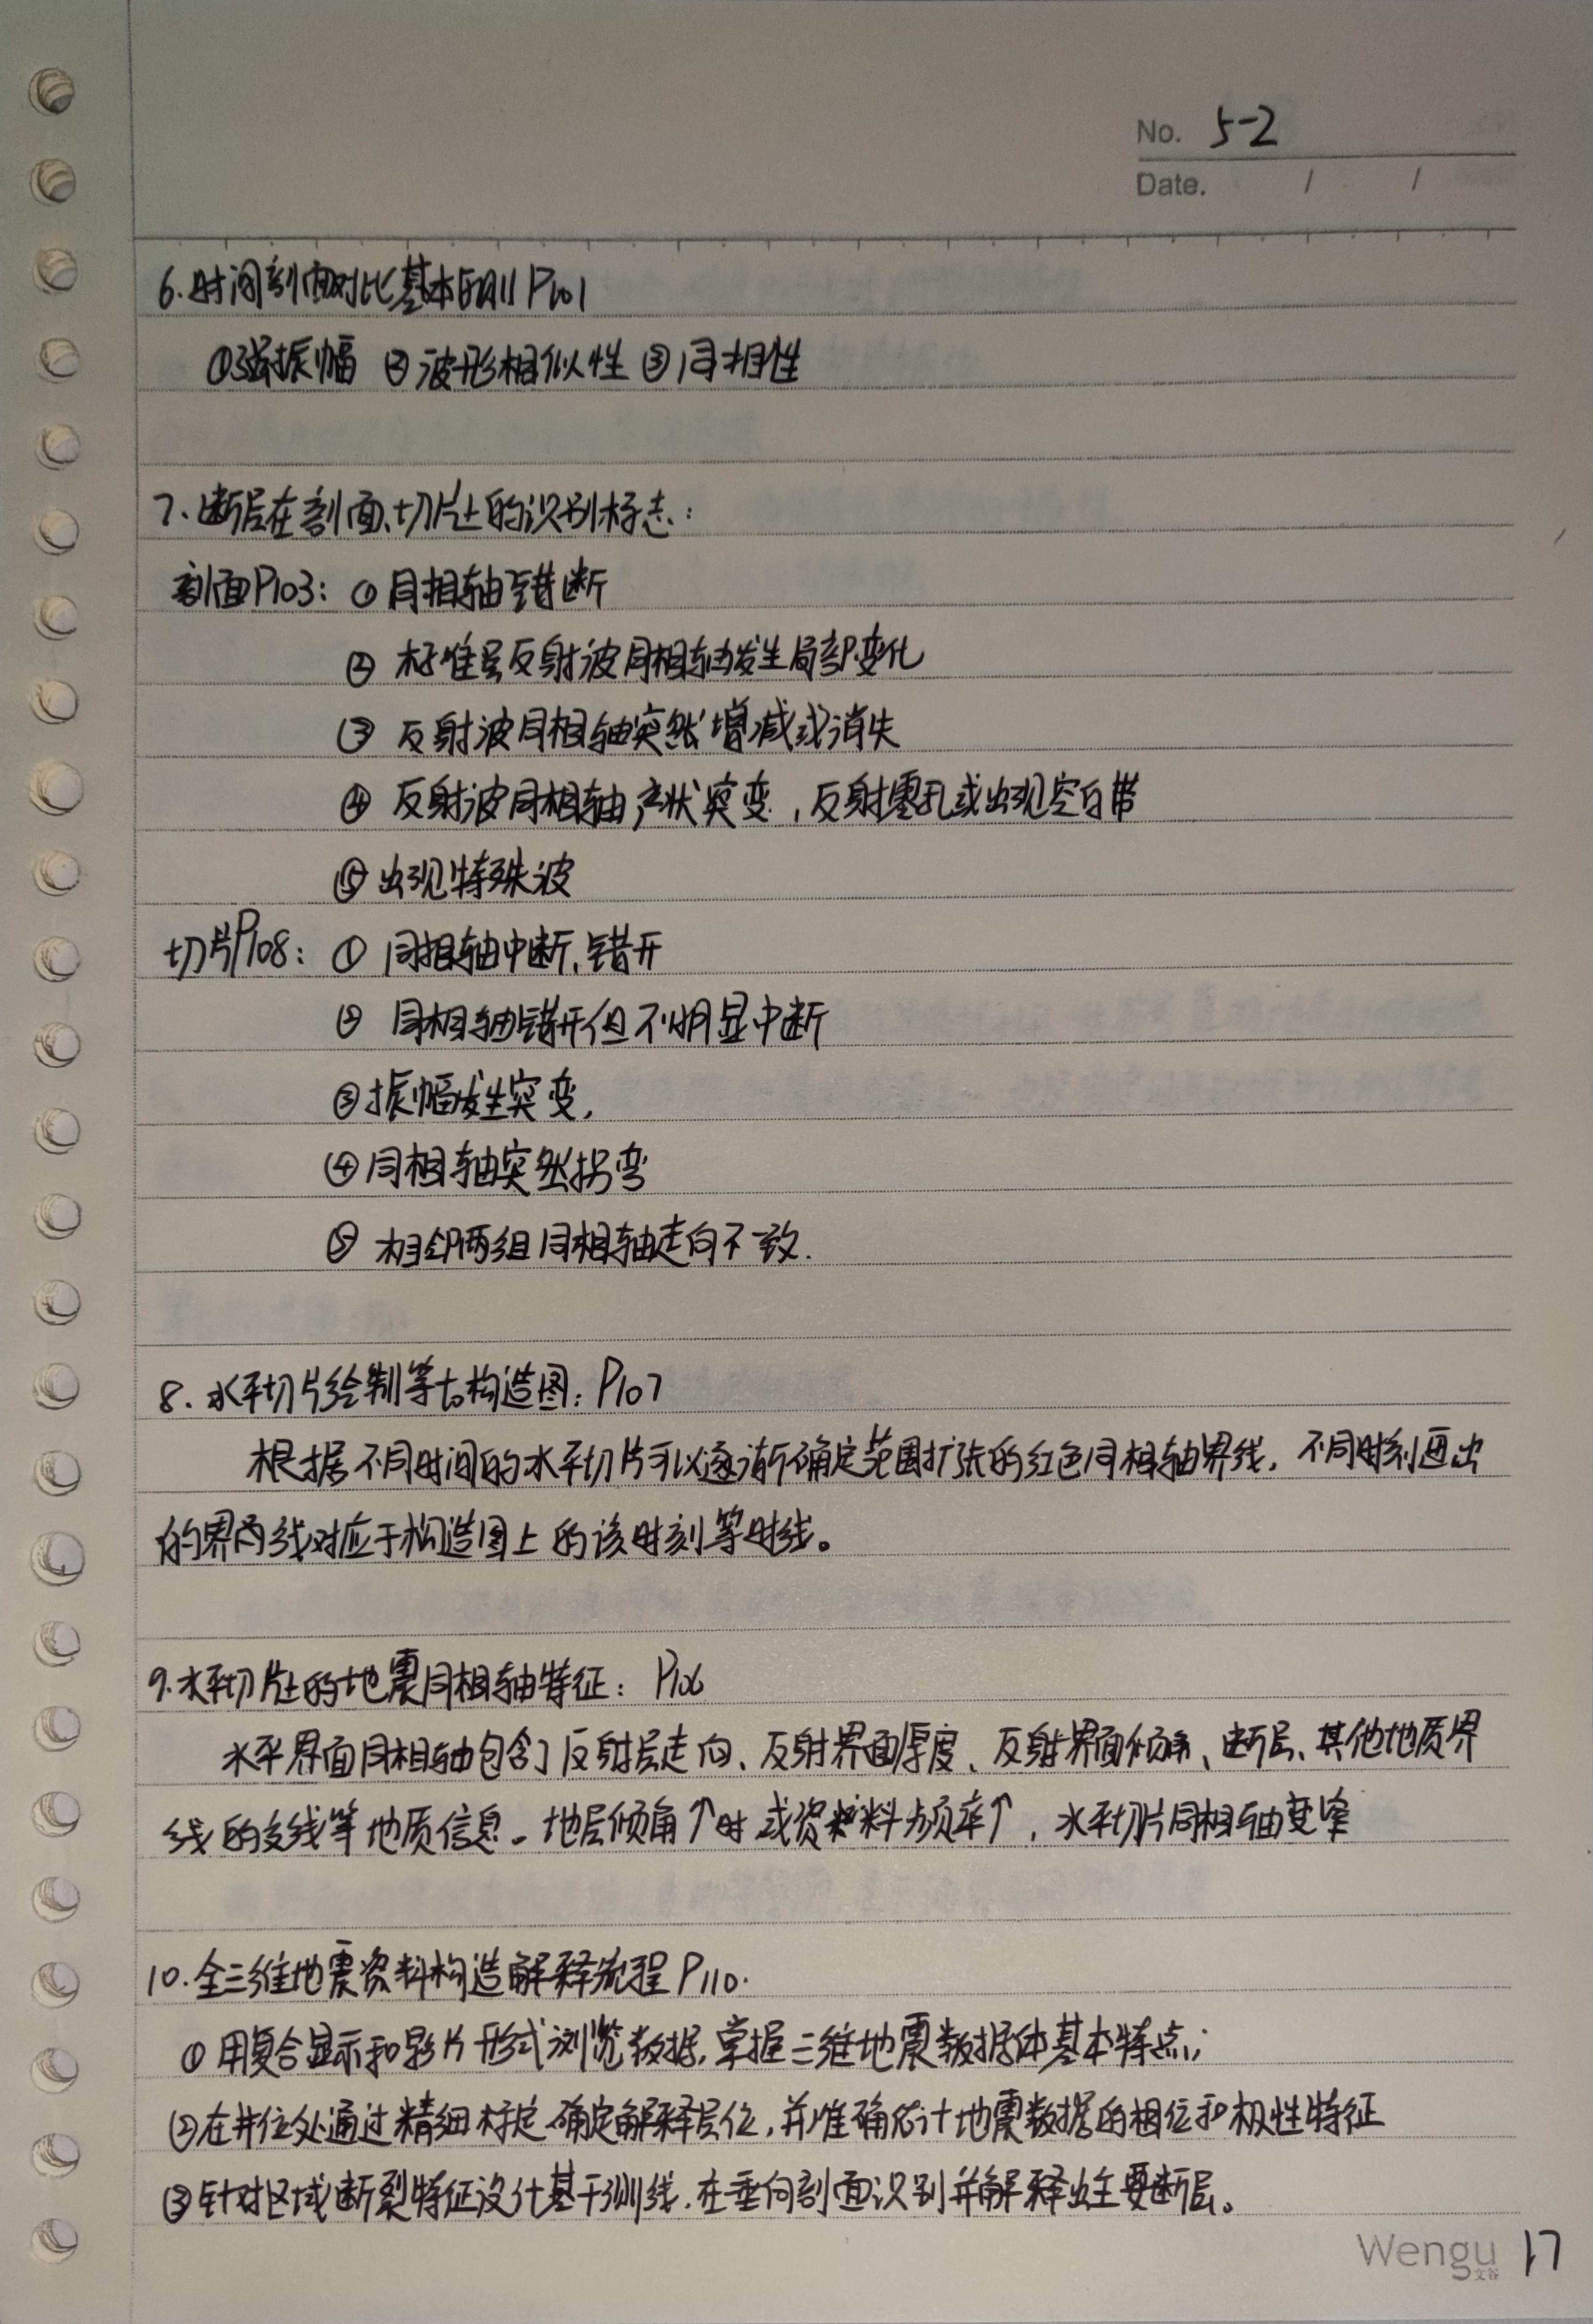 No. 5-2
Date. / /
6.时间剖面对比基本原则 P101
①强振幅 ②波形相似性 ③同相性
7.断层在剖面、切片上的识别标志:
剖面P103: ①同相轴错断
② 标准层反射波同相轴发生局部变化
③ 反射波同相轴突然增减或消失
④ 反射波同相轴产状突变,反射零乱或出现空白带
⑤ 出现特殊波
切片P108: ① 同相轴中断、错开
② 同相轴错开但不明显中断
③振幅发生突变,
④同相轴突然拐弯
⑤ 相邻两组同相轴走向不一致.
8.水平切片绘制等t0构造图: P107
根据不同时间的水平切片可以逐渐确定范围扩张的红色同相轴界线,不同时刻画出
的界线对应于构造图上的该时刻等时线。
9.水平切片上的地震同相轴特征: P106
水平界面同相轴包含了反射层走向、反射界面厚度、反射界面倾角、断层、其他地质界
线的交线等地质信息。地层倾角↑时或资料频率↑,水平切片同相轴变窄
10.全三维地震资料构造解释流程 P110.
①用复合显示和影片形式浏览数据,掌握三维地震数据体基本特点;
②在井位处通过精细标定确定解释层位,并准确估计地震数据的相位和极性特征
③针对区域断裂特征设计基干测线,在垂向剖面识别并解释出主要断层。
Wengu 17
文谷